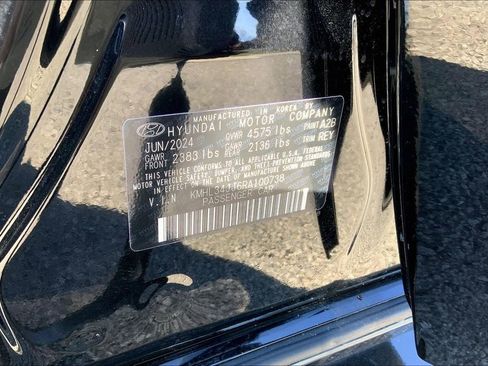 MANUFACTURED IN KOREA BY
HYUNDAI MOTOR COMPANY
JUN/2024 GVWR 4575 lbs PAINT A2B
GAWR FRONT 2383 lbs GAWR REAR 2136 lbs TRIM REY
THIS VEHICLE CONFORMS TO ALL APPLICABLE U.S.A. FEDERAL
MOTOR VEHICLE SAFETY, BUMPER, AND THEFT-PREVENTION STANDARDS
IN EFFECT ON THE DATE OF MANUFACTURE SHOWN ABOVE.
V.I.N KMHL34JJ6RA100738
PASSENGER CAR